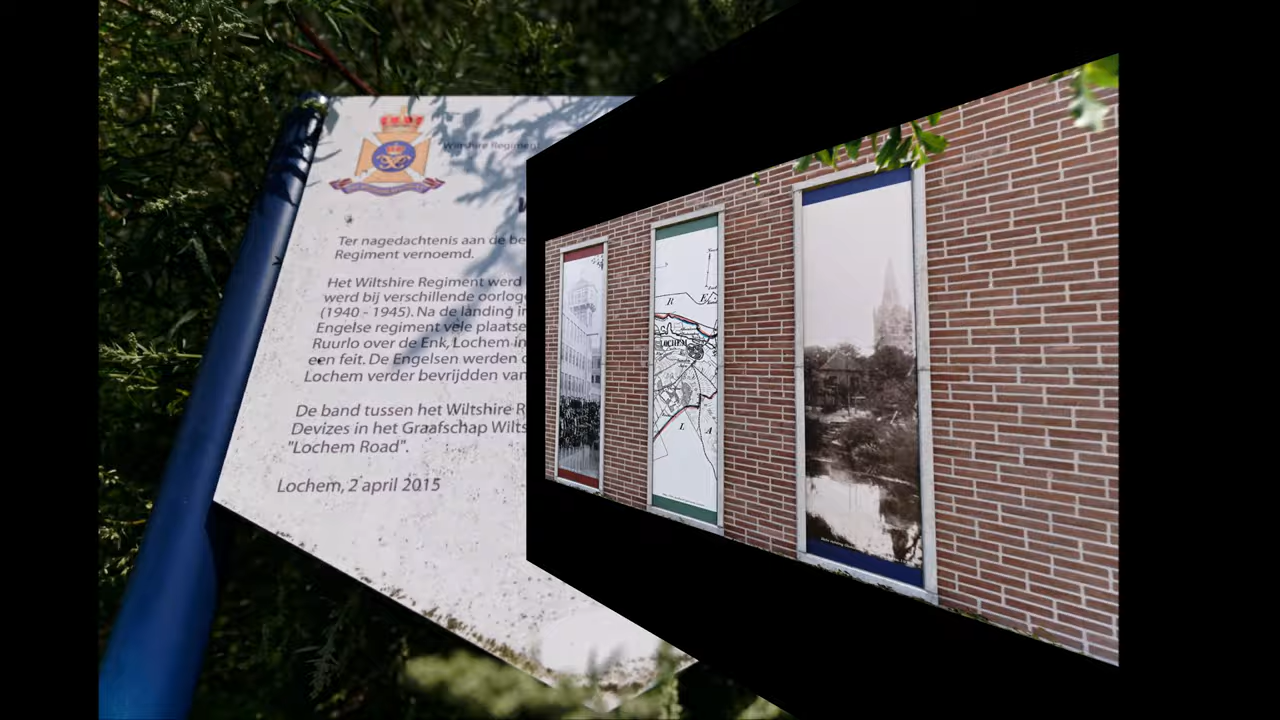 Wiltshire Regiment
Ter nagedachtenis aan de be
Regiment vernoemd.
Het Wiltshire Regiment werd
werd bij verschillende oorloge
(1940 - 1945). Na de landing in
Engelse regiment vele plaatse
Ruurlo over de Enk, Lochem in
een feit. De Engelsen werden
Lochem verder bevrijdden van
De band tussen het Wiltshire R
Devizes in het Graafschap Wilts
"Lochem Road".
Lochem, 2 april 2015
R E
LOCHEM
L A